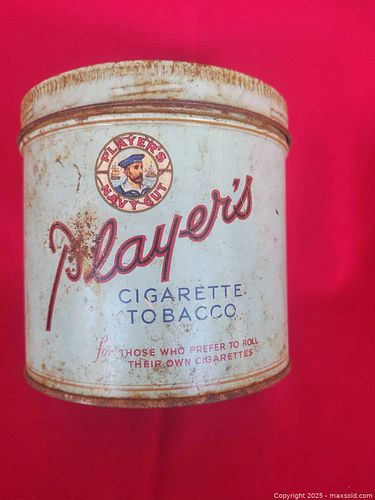 PLAYER'S
NAVY CUT
Player's
CIGARETTE
TOBACCO
for THOSE WHO PREFER TO ROLL
THEIR OWN CIGARETTES
Copyright 2025 - maxsold.com